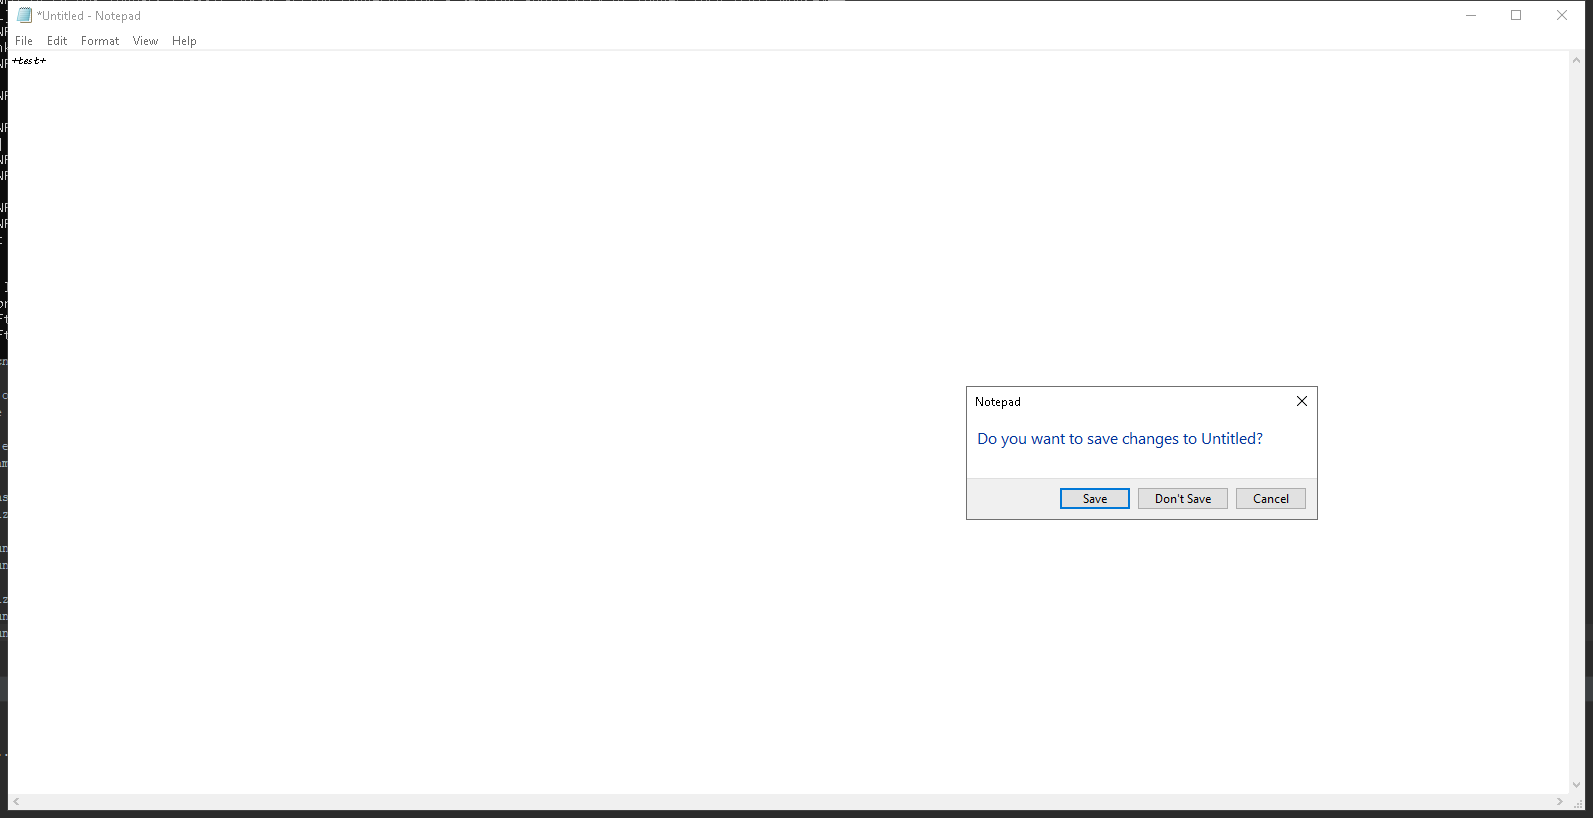 *Untitled - Notepad
File Edit Format View Help
+test+
Notepad
Do you want to save changes to Untitled?
Save Don't Save Cancel